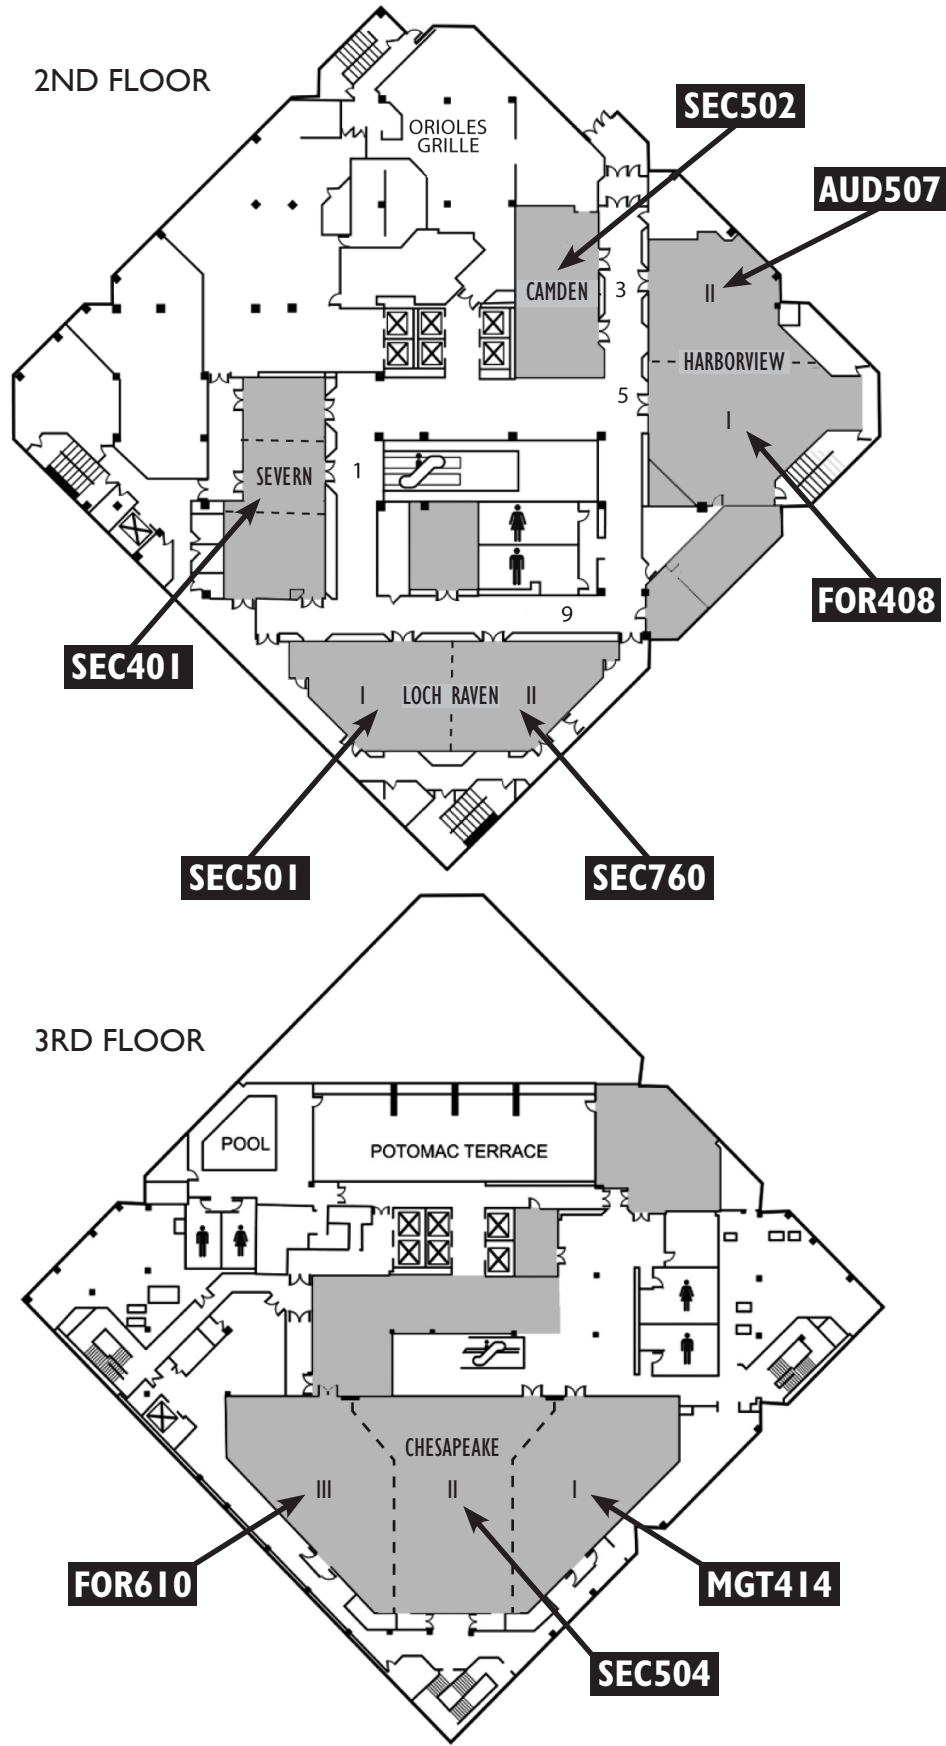 2ND FLOOR
ORIOLES
GRILLE
SEC502
AUD507
CAMDEN
3
II
HARBORVIEW
5
I
1
SEVERN
FOR408
9
SEC401
I
LOCH RAVEN
II
SEC501
SEC760
3RD FLOOR
POOL
POTOMAC TERRACE
CHESAPEAKE
III
II
I
FOR610
MGT414
SEC504